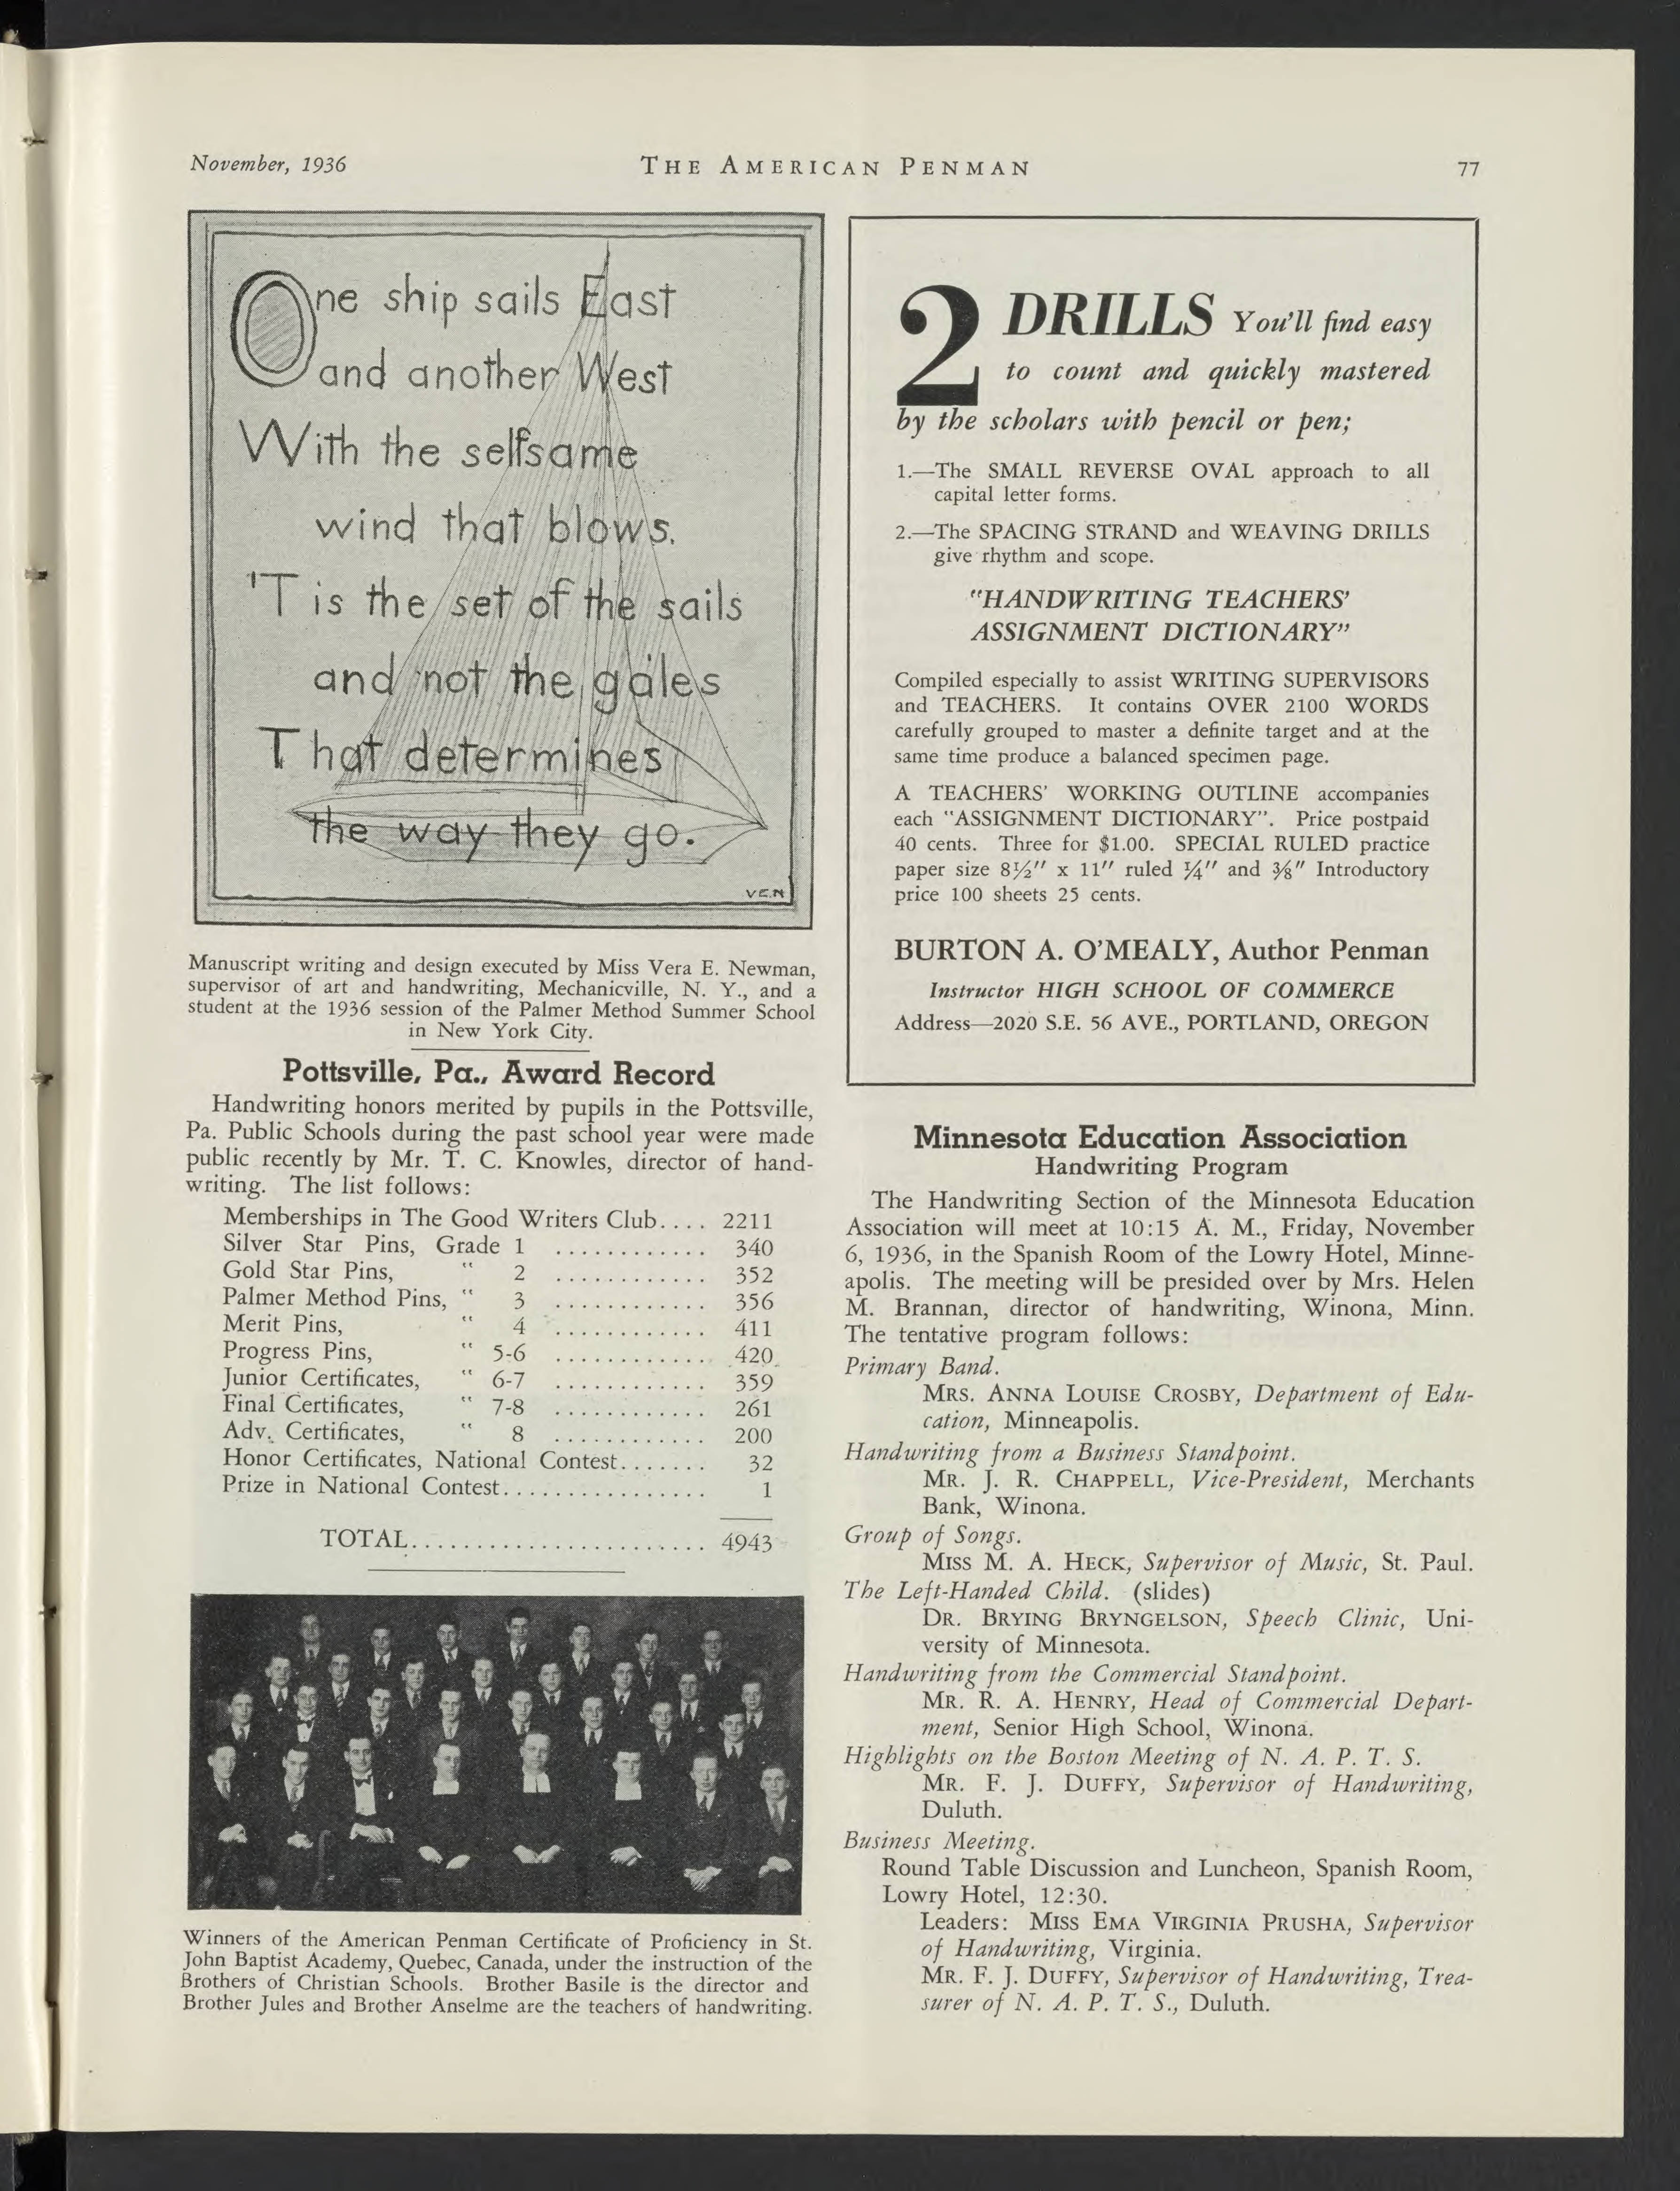 November, 1936
THE AMERICAN PENMAN
77
One ship sails East
and another West
With the selfsame
wind that blows.
'Tis the set of the sails
and not the gales
That determines
the way they go.
V.E.N
Manuscript writing and design executed by Miss Vera E. Newman,
supervisor of art and handwriting, Mechanicville, N. Y., and a
student at the 1936 session of the Palmer Method Summer School
in New York City.
Pottsville, Pa., Award Record
Handwriting honors merited by pupils in the Pottsville,
Pa. Public Schools during the past school year were made
public recently by Mr. T. C. Knowles, director of hand-
writing. The list follows:
Memberships in The Good Writers Club.... 2211
Silver Star Pins, Grade 1 ............ 340
Gold Star Pins, " 2 ............ 352
Palmer Method Pins, " 3 ............ 356
Merit Pins, " 4 ............ 411
Progress Pins, " 5-6 ............ 420
Junior Certificates, " 6-7 ............ 359
Final Certificates, " 7-8 ............ 261
Adv. Certificates, " 8 ............ 200
Honor Certificates, National Contest....... 32
Prize in National Contest................ 1
TOTAL....................... 4943
Winners of the American Penman Certificate of Proficiency in St.
John Baptist Academy, Quebec, Canada, under the instruction of the
Brothers of Christian Schools. Brother Basile is the director and
Brother Jules and Brother Anselme are the teachers of handwriting.
2 DRILLS You'll find easy
to count and quickly mastered
by the scholars with pencil or pen;
1.—The SMALL REVERSE OVAL approach to all
capital letter forms.
2.—The SPACING STRAND and WEAVING DRILLS
give rhythm and scope.
"HANDWRITING TEACHERS'
ASSIGNMENT DICTIONARY"
Compiled especially to assist WRITING SUPERVISORS
and TEACHERS. It contains OVER 2100 WORDS
carefully grouped to master a definite target and at the
same time produce a balanced specimen page.
A TEACHERS' WORKING OUTLINE accompanies
each "ASSIGNMENT DICTIONARY". Price postpaid
40 cents. Three for $1.00. SPECIAL RULED practice
paper size 8½" x 11" ruled ¼" and ⅜" Introductory
price 100 sheets 25 cents.
BURTON A. O'MEALY, Author Penman
Instructor HIGH SCHOOL OF COMMERCE
Address—2020 S.E. 56 AVE., PORTLAND, OREGON
Minnesota Education Association
Handwriting Program
The Handwriting Section of the Minnesota Education
Association will meet at 10:15 A. M., Friday, November
6, 1936, in the Spanish Room of the Lowry Hotel, Minne-
apolis. The meeting will be presided over by Mrs. Helen
M. Brannan, director of handwriting, Winona, Minn.
The tentative program follows:
Primary Band.
MRS. ANNA LOUISE CROSBY, Department of Edu-
cation, Minneapolis.
Handwriting from a Business Standpoint.
MR. J. R. CHAPPELL, Vice-President, Merchants
Bank, Winona.
Group of Songs.
MISS M. A. HECK, Supervisor of Music, St. Paul.
The Left-Handed Child. (slides)
DR. BRYING BRYNGELSON, Speech Clinic, Uni-
versity of Minnesota.
Handwriting from the Commercial Standpoint.
MR. R. A. HENRY, Head of Commercial Depart-
ment, Senior High School, Winona.
Highlights on the Boston Meeting of N. A. P. T. S.
MR. F. J. DUFFY, Supervisor of Handwriting,
Duluth.
Business Meeting.
Round Table Discussion and Luncheon, Spanish Room,
Lowry Hotel, 12:30.
Leaders: MISS EMA VIRGINIA PRUSHA, Supervisor
of Handwriting, Virginia.
MR. F. J. DUFFY, Supervisor of Handwriting, Trea-
surer of N. A. P. T. S., Duluth.